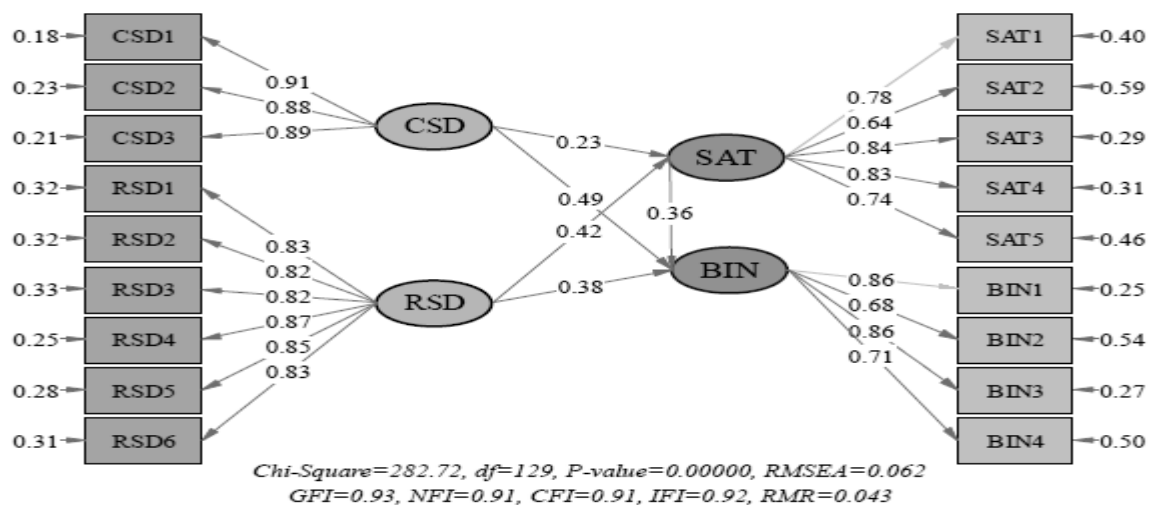 0.18 CSD1
0.23 CSD2
0.21 CSD3
0.32 RSD1
0.32 RSD2
0.33 RSD3
0.25 RSD4
0.28 RSD5
0.31 RSD6
0.91
0.88
0.89
0.83
0.82
0.82
0.87
0.85
0.83
CSD
RSD
0.23
0.49
0.42
0.38
0.36
SAT
BIN
0.78
0.64
0.84
0.83
0.74
0.86
0.68
0.86
0.71
SAT1 0.40
SAT2 0.59
SAT3 0.29
SAT4 0.31
SAT5 0.46
BIN1 0.25
BIN2 0.54
BIN3 0.27
BIN4 0.50
Chi-Square=282.72, df=129, P-value=0.00000, RMSEA=0.062
GFI=0.93, NFI=0.91, CFI=0.91, IFI=0.92, RMR=0.043